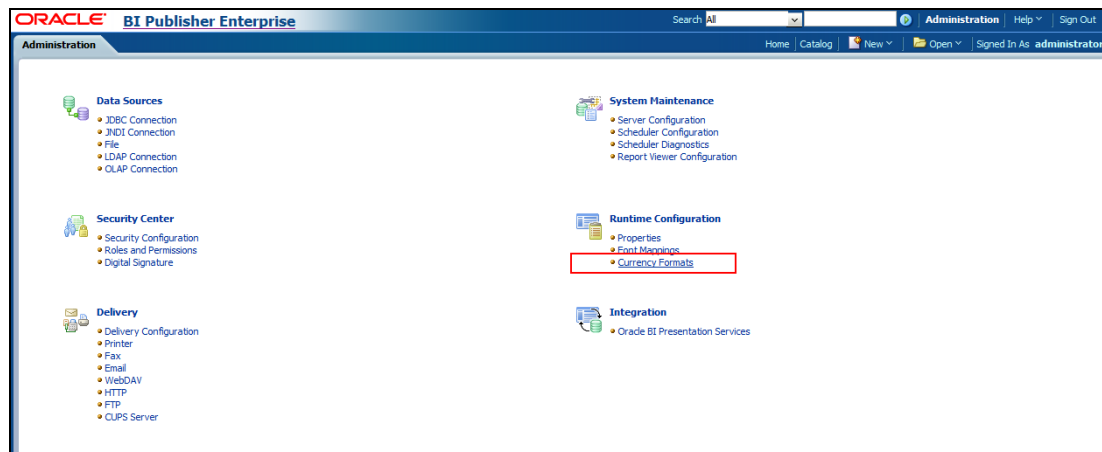 ORACLE BI Publisher Enterprise
Search All Administration Help Sign Out
Administration
Home Catalog New Open Signed In As administrator
Data Sources
JDBC Connection
JNDI Connection
File
LDAP Connection
OLAP Connection
System Maintenance
Server Configuration
Scheduler Configuration
Scheduler Diagnostics
Report Viewer Configuration
Security Center
Security Configuration
Roles and Permissions
Digital Signature
Runtime Configuration
Properties
Font Mappings
Currency Formats
Delivery
Delivery Configuration
Printer
Fax
Email
WebDAV
HTTP
FTP
CUPS Server
Integration
Oracle BI Presentation Services